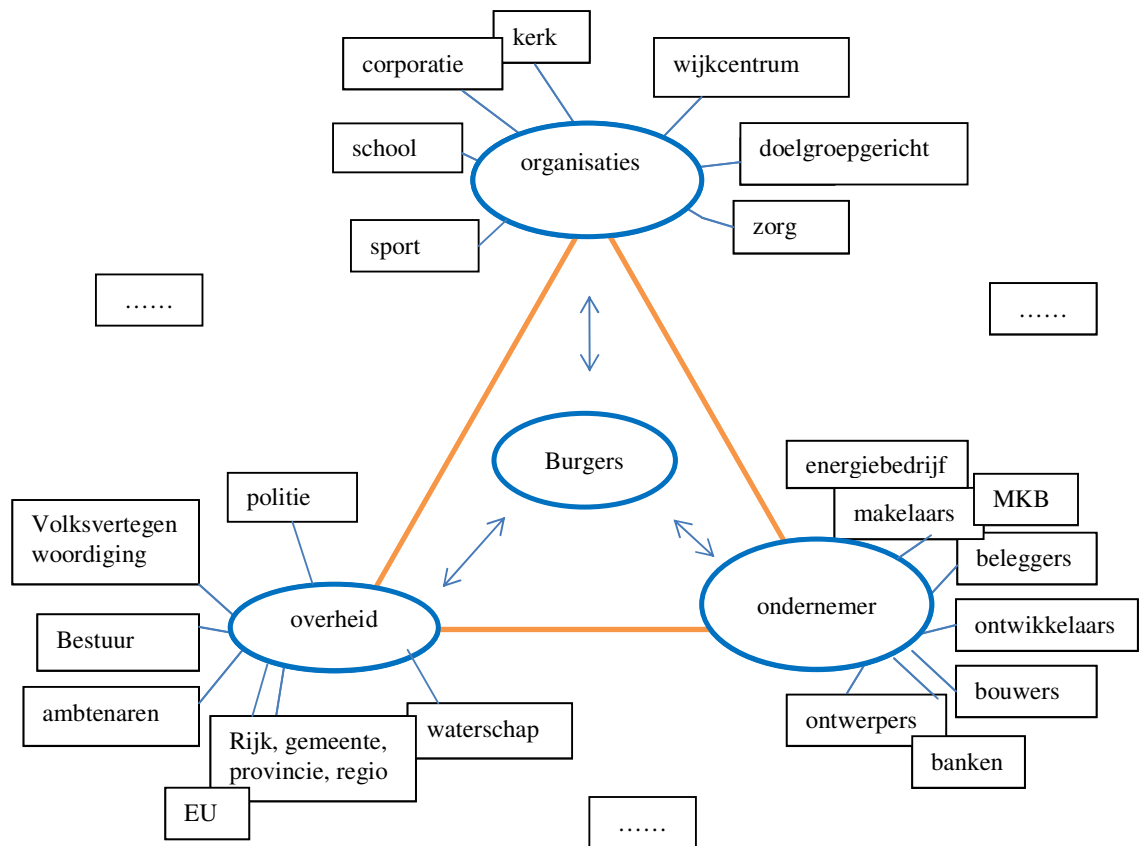 kerk
corporatie
wijkcentrum
school
organisaties
doelgroepgericht
sport
zorg
……
……
Burgers
energiebedrijf
politie
makelaars
MKB
Volksvertegen
woordiging
beleggers
overheid
ondernemer
Bestuur
ontwikkelaars
ambtenaren
bouwers
Rijk, gemeente,
provincie, regio
waterschap
ontwerpers
banken
EU
……